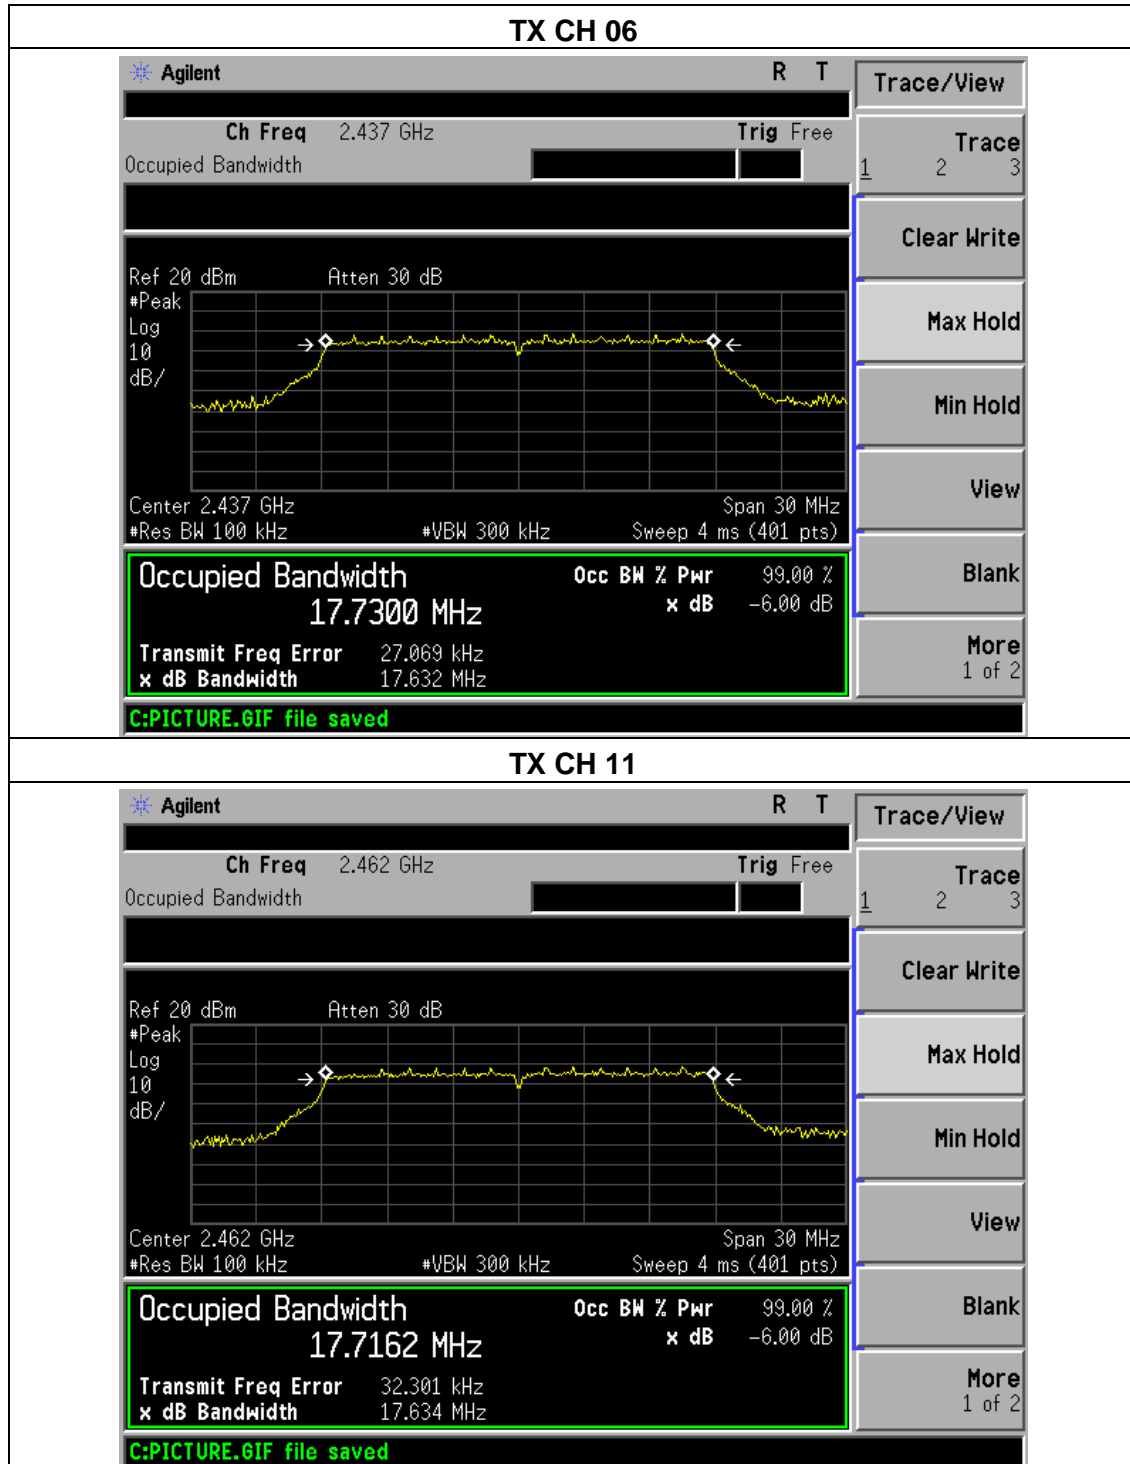 TX CH 06
Agilent R T Trace/View
Ch Freq 2.437 GHz Trig Free
Occupied Bandwidth
Trace
1 2 3
Clear Write
Ref 20 dBm Atten 30 dB
#Peak
Log
10
dB/
Max Hold
Min Hold
View
Center 2.437 GHz Span 30 MHz
#Res BW 100 kHz #VBW 300 kHz Sweep 4 ms (401 pts)
Occupied Bandwidth Occ BW % Pwr 99.00 %
17.7300 MHz x dB -6.00 dB
Blank
Transmit Freq Error 27.069 kHz
x dB Bandwidth 17.632 MHz
More
1 of 2
C:PICTURE.GIF file saved
TX CH 11
Agilent R T Trace/View
Ch Freq 2.462 GHz Trig Free
Occupied Bandwidth
Trace
1 2 3
Clear Write
Ref 20 dBm Atten 30 dB
#Peak
Log
10
dB/
Max Hold
Min Hold
View
Center 2.462 GHz Span 30 MHz
#Res BW 100 kHz #VBW 300 kHz Sweep 4 ms (401 pts)
Occupied Bandwidth Occ BW % Pwr 99.00 %
17.7162 MHz x dB -6.00 dB
Blank
Transmit Freq Error 32.301 kHz
x dB Bandwidth 17.634 MHz
More
1 of 2
C:PICTURE.GIF file saved